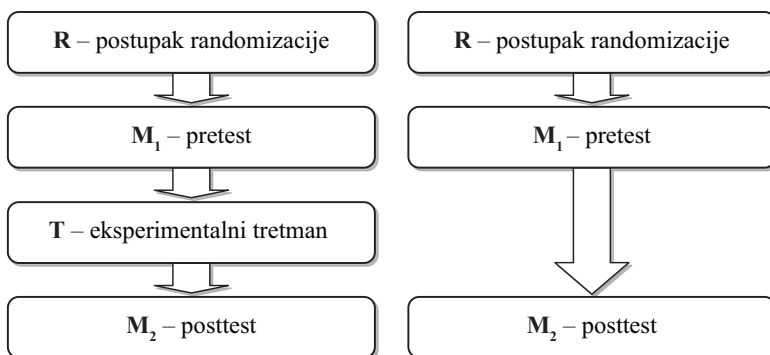 R – postupak randomizacije
M1 – pretest
T – eksperimentalni tretman
M2 – posttest
R – postupak randomizacije
M1 – pretest
M2 – posttest